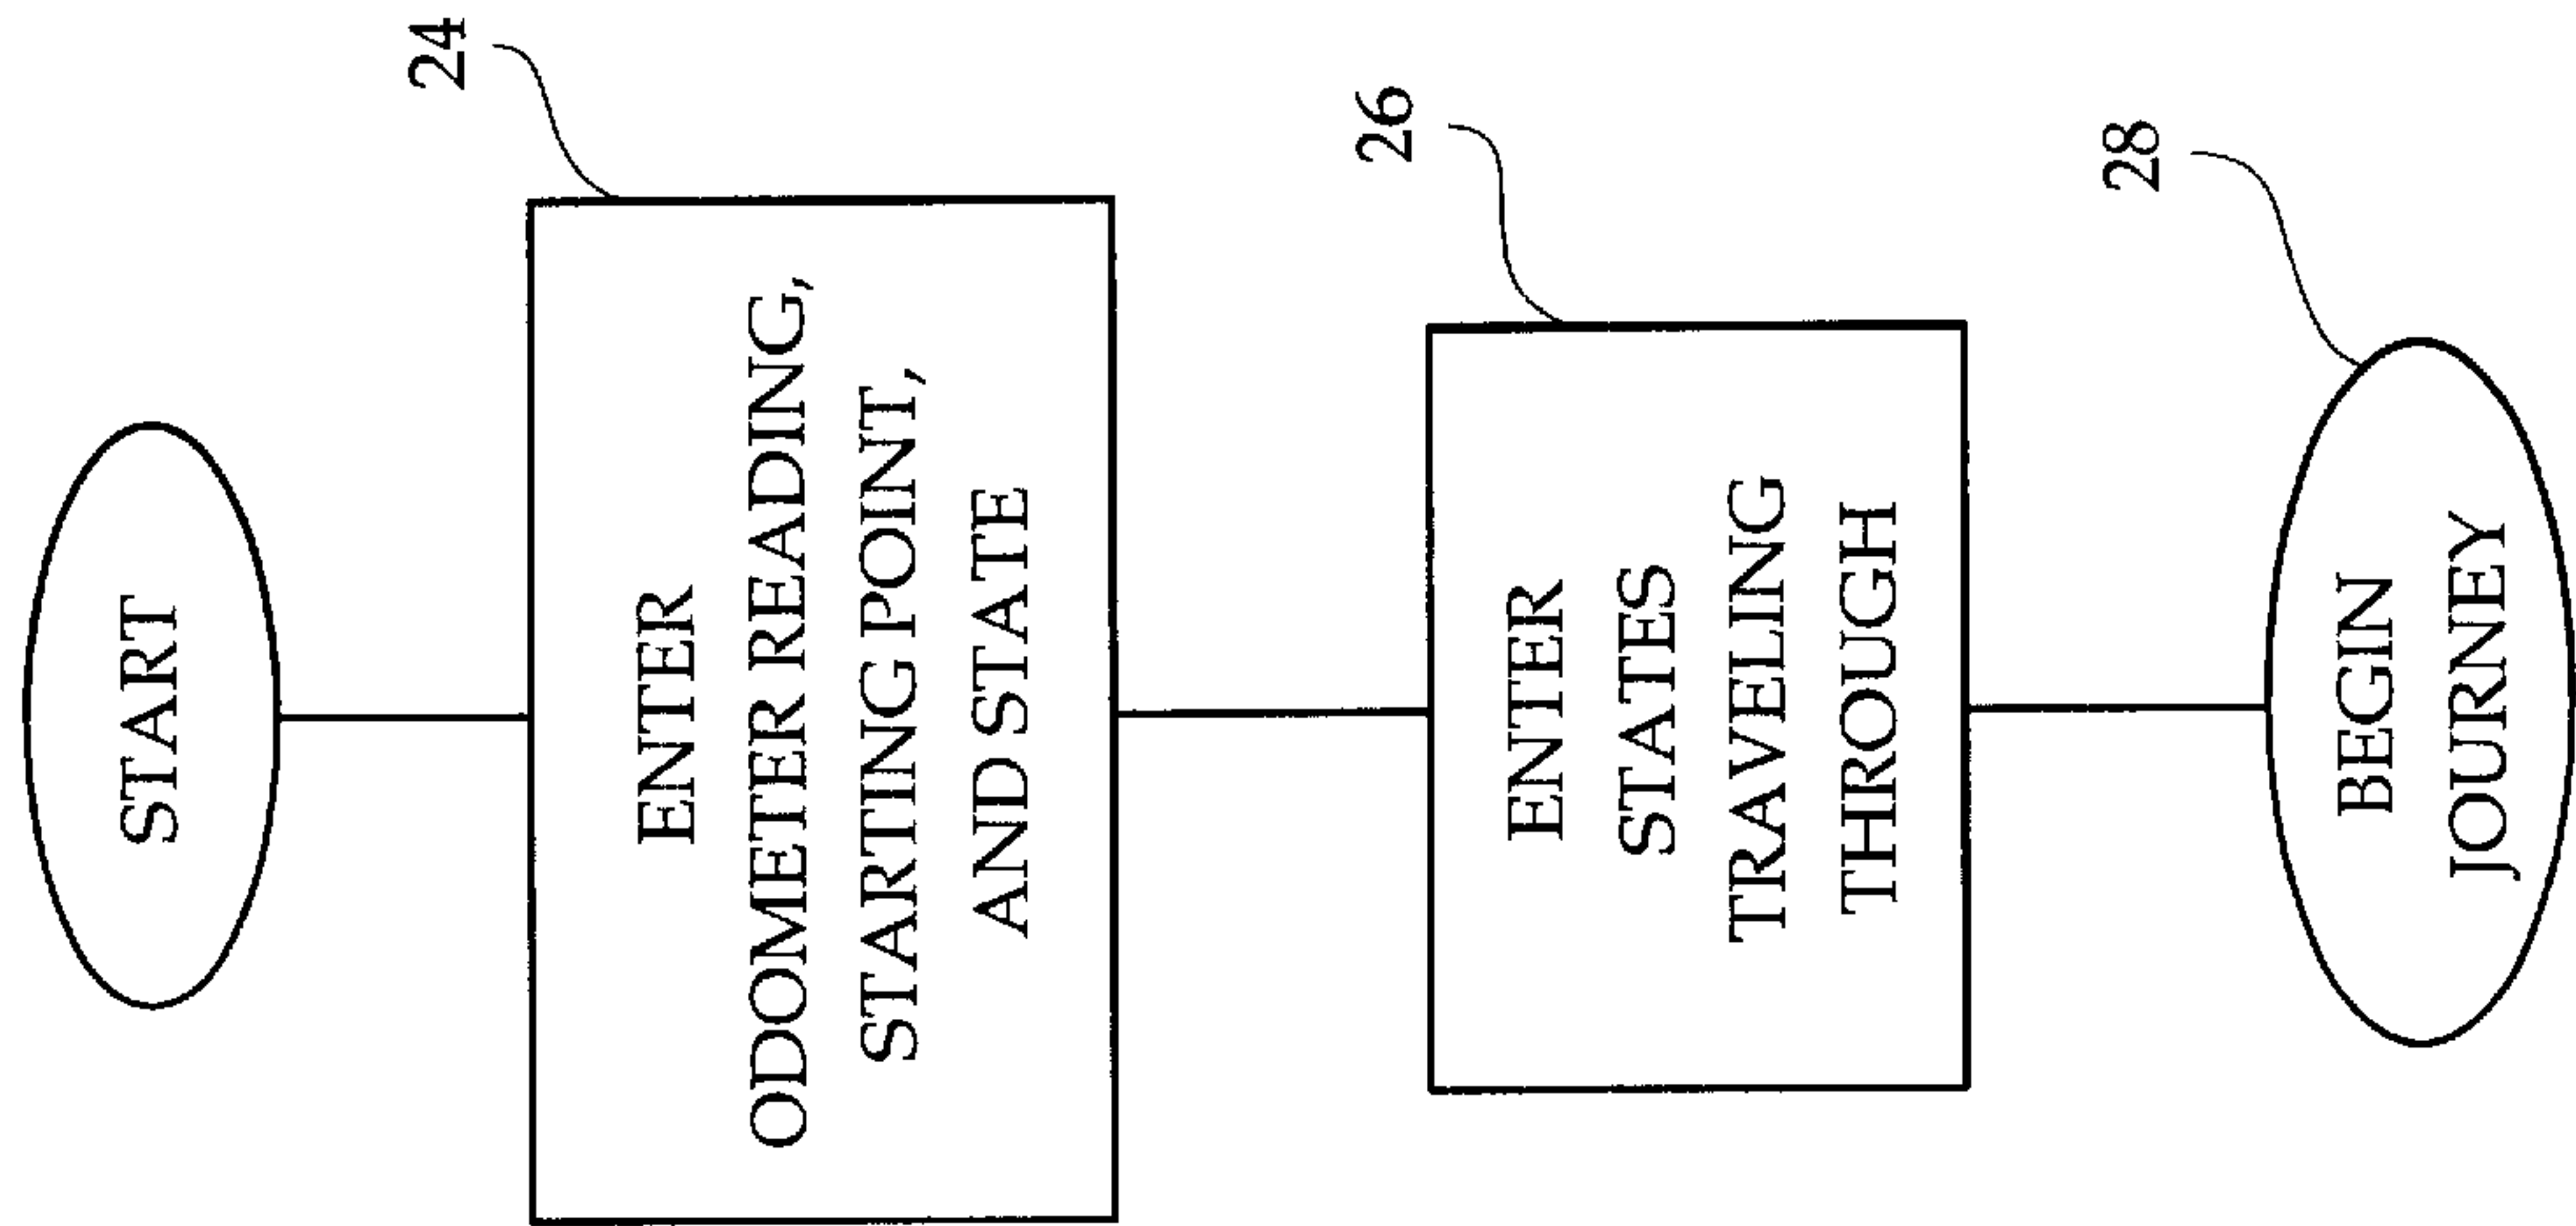 START
24
ENTER
ODOMETER READING,
STARTING POINT,
AND STATE
26
ENTER
STATES
TRAVELING
THROUGH
28
BEGIN
JOURNEY